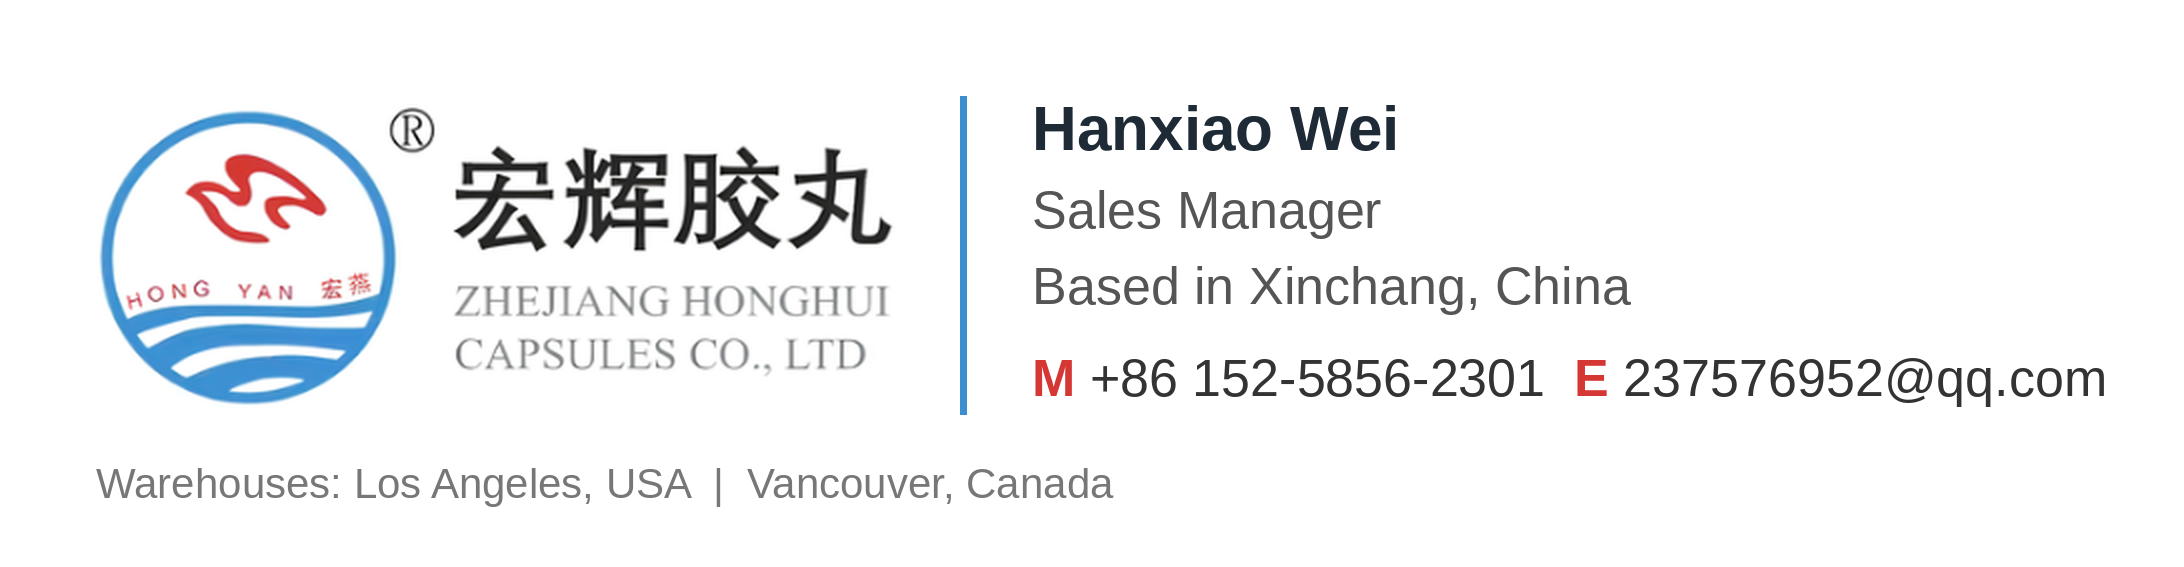 ®
宏辉胶丸
HONG YAN 宏燕
ZHEJIANG HONGHUI
CAPSULES CO., LTD
Hanxiao Wei
Sales Manager
Based in Xinchang, China
M +86 152-5856-2301 E 237576952@qq.com
Warehouses: Los Angeles, USA | Vancouver, Canada